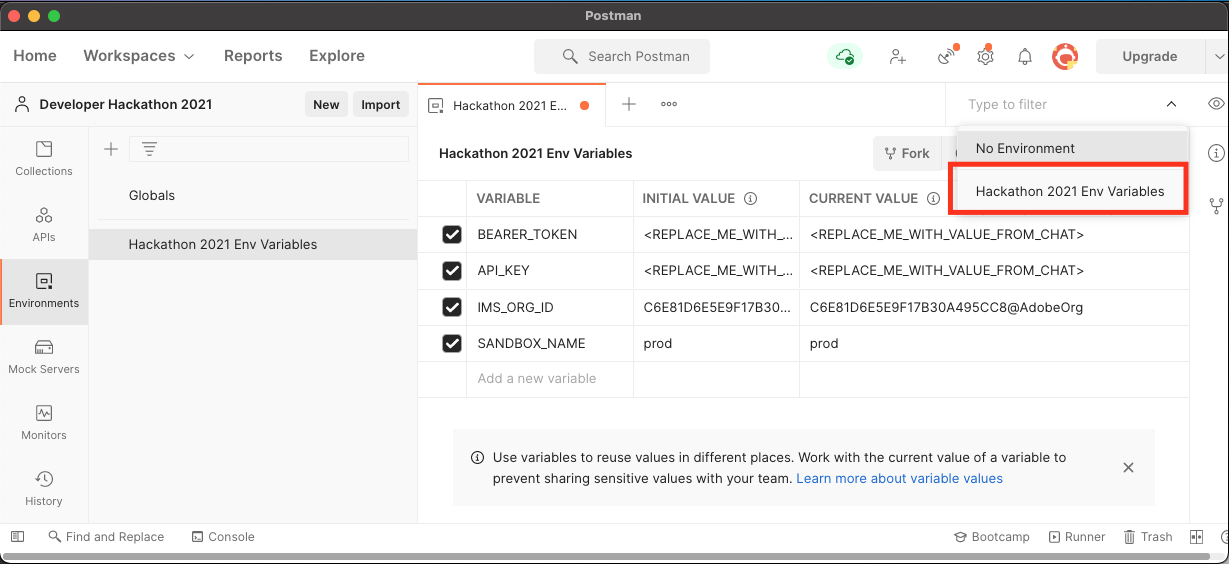 Postman
Home Workspaces Reports Explore Search Postman Upgrade
Developer Hackathon 2021 New Import Hackathon 2021 E... Type to filter
Collections
APIs
Environments
Mock Servers
Monitors
History
Globals
Hackathon 2021 Env Variables
Hackathon 2021 Env Variables Fork
No Environment
Hackathon 2021 Env Variables
VARIABLE INITIAL VALUE CURRENT VALUE
BEARER_TOKEN <REPLACE_ME_WITH_... <REPLACE_ME_WITH_VALUE_FROM_CHAT>
API_KEY <REPLACE_ME_WITH_... <REPLACE_ME_WITH_VALUE_FROM_CHAT>
IMS_ORG_ID C6E81D6E5E9F17B30... C6E81D6E5E9F17B30A495CC8@AdobeOrg
SANDBOX_NAME prod prod
Add a new variable
Use variables to reuse values in different places. Work with the current value of a variable to
prevent sharing sensitive values with your team. Learn more about variable values
Find and Replace Console Bootcamp Runner Trash